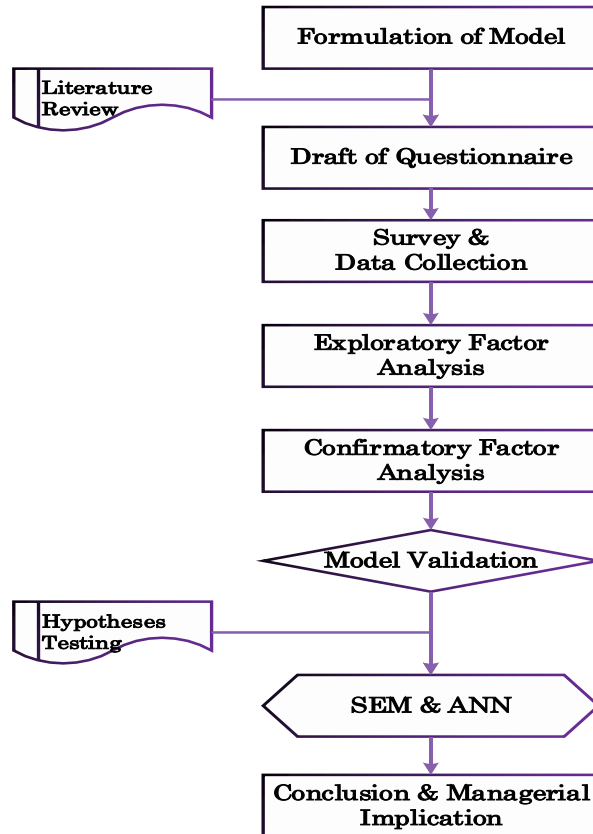 Formulation of Model
Literature
Review
Draft of Questionnaire
Survey &
Data Collection
Exploratory Factor
Analysis
Confirmatory Factor
Analysis
Model Validation
Hypotheses
Testing
SEM & ANN
Conclusion & Managerial
Implication